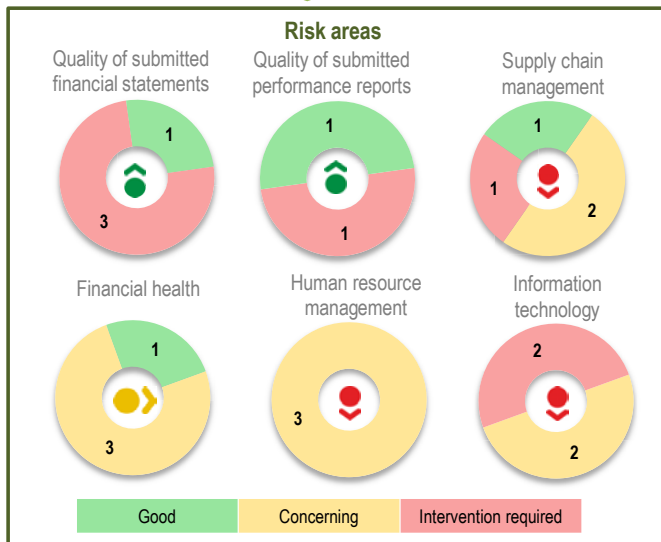 Risk areas
Quality of submitted
financial statements
1
3
Quality of submitted
performance reports
1
1
Supply chain
management
1
1
2
Financial health
1
3
Human resource
management
3
Information
technology
2
2
Good
Concerning
Intervention required